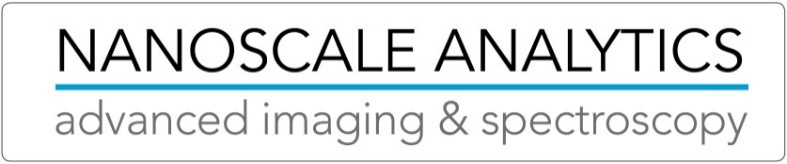 NANOSCALE ANALYTICS
advanced imaging & spectroscopy